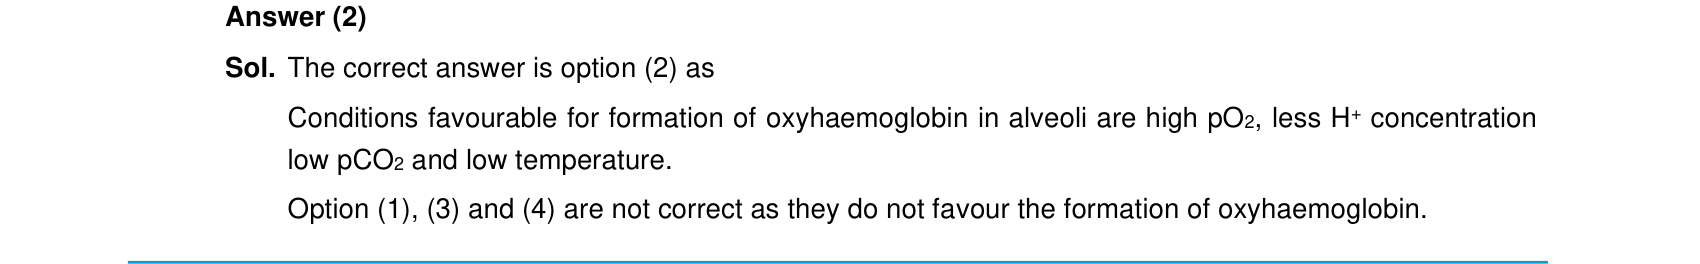 Answer (2)
Sol. The correct answer is option (2) as
Conditions favourable for formation of oxyhaemoglobin in alveoli are high pO₂, less H⁺ concentration
low pCO₂ and low temperature.
Option (1), (3) and (4) are not correct as they do not favour the formation of oxyhaemoglobin.